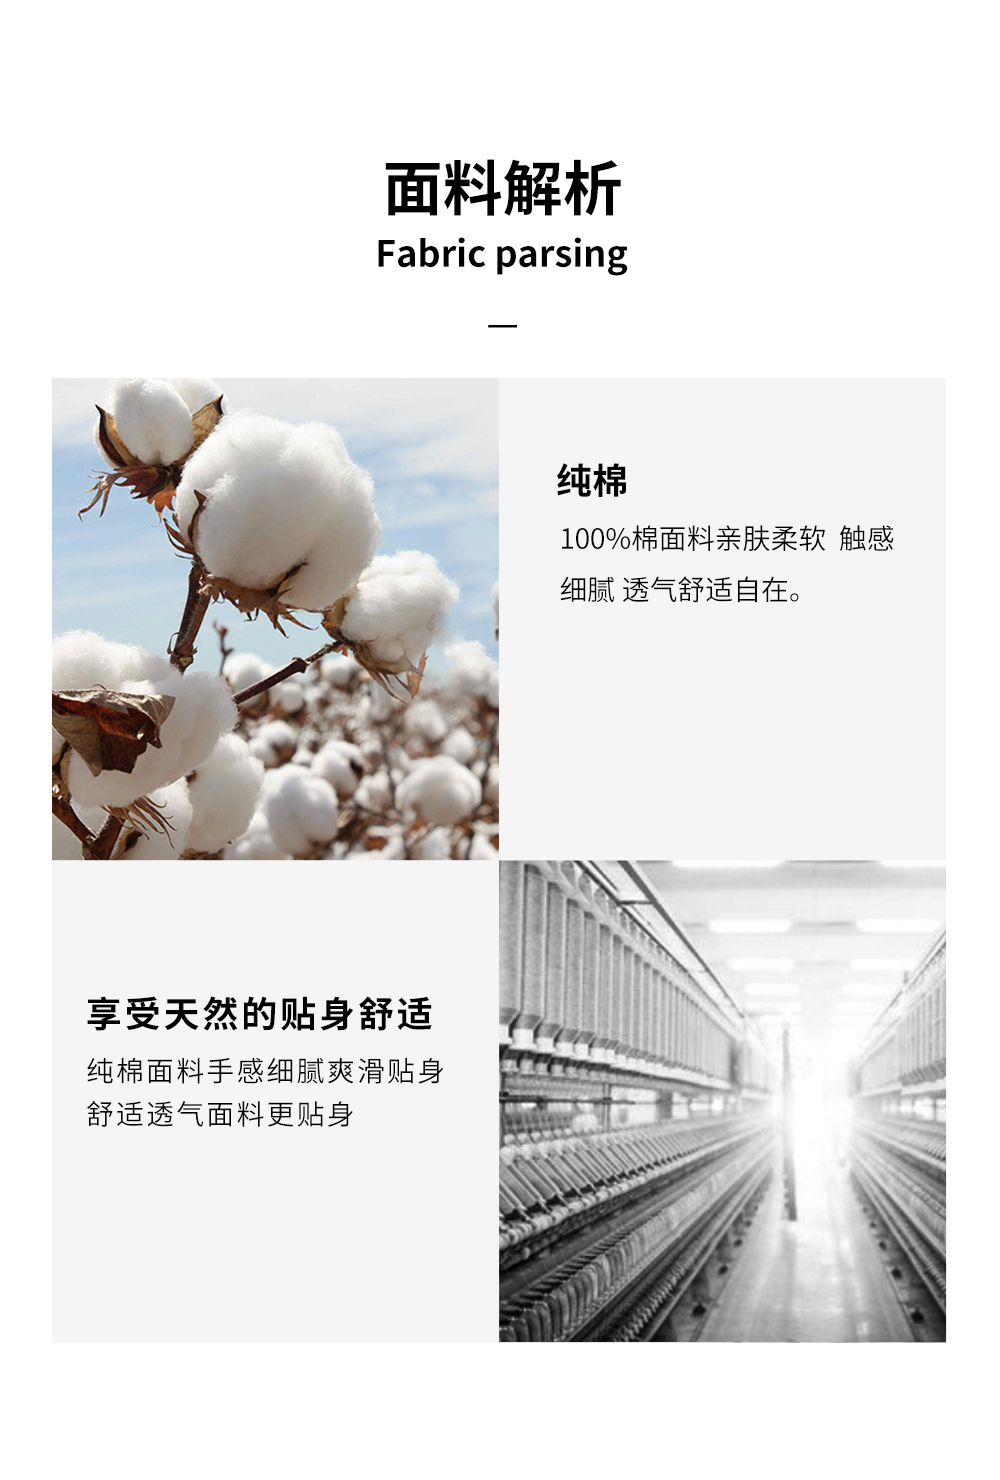 面料解析
Fabric parsing
纯棉
100%棉面料亲肤柔软 触感
细腻 透气舒适自在。
享受天然的贴身舒适
纯棉面料手感细腻爽滑贴身
舒适透气面料更贴身